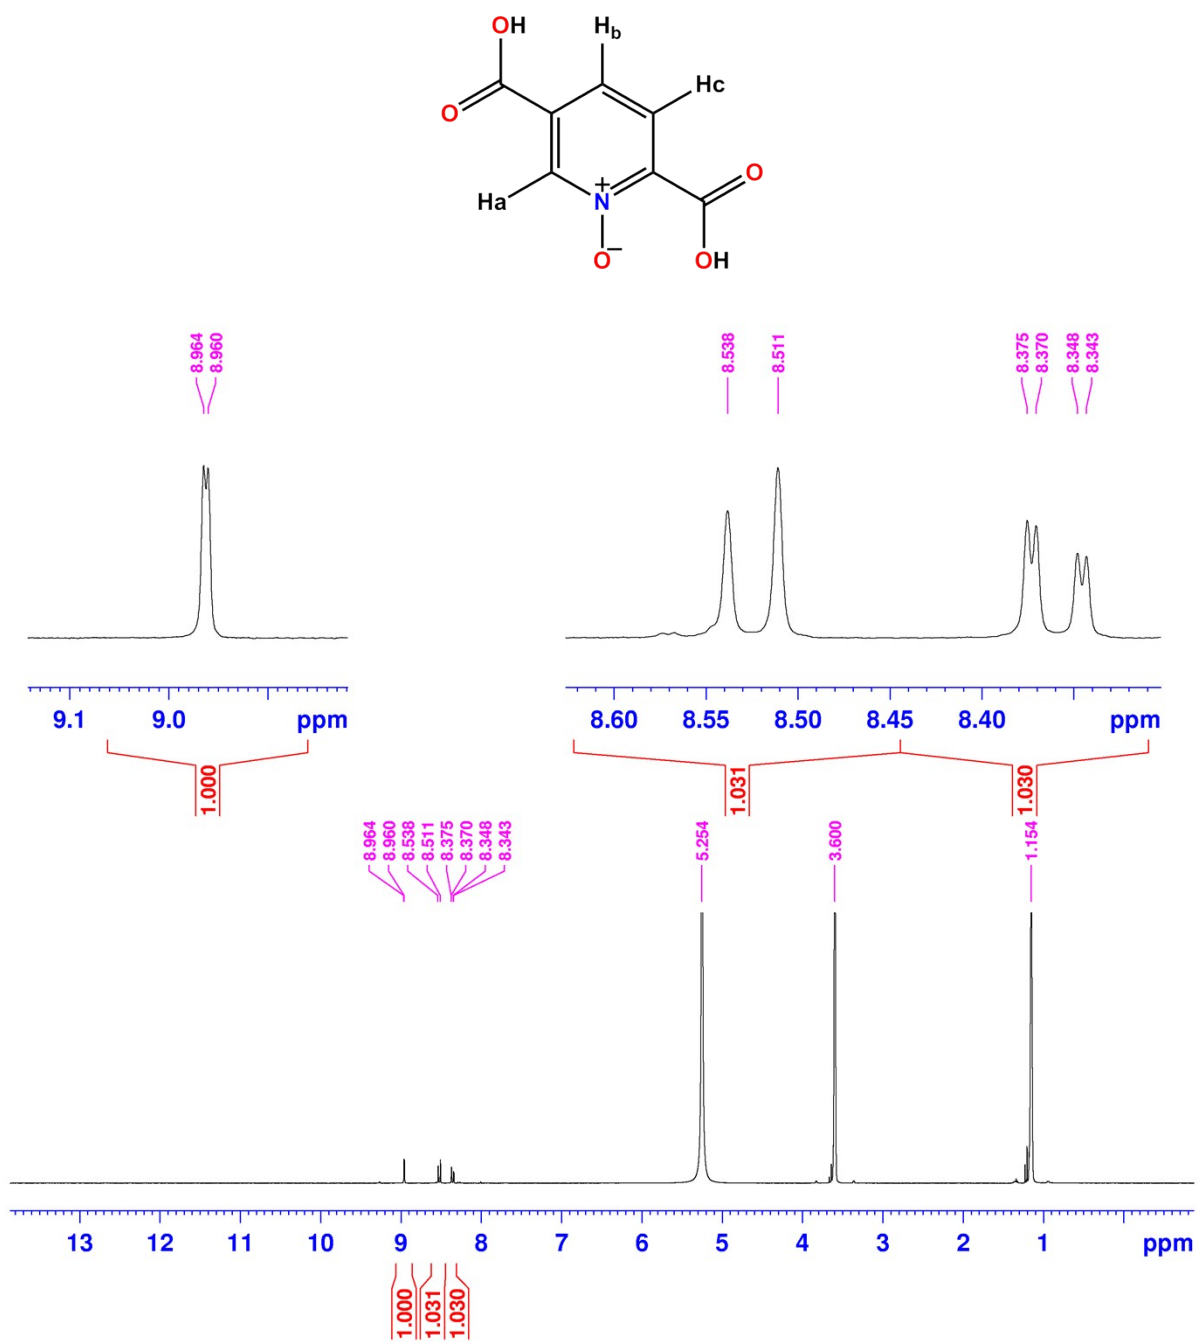 OH
H_b
Hc
O
O
Ha
N
+
O−
OH
8.964
8.960
8.538
8.511
8.375
8.370
8.348
8.343
9.1 9.0 ppm
8.60 8.55 8.50 8.45 8.40 ppm
1.000
1.031
1.030
8.964
8.960
8.538
8.511
8.375
8.370
8.348
8.343
5.254
3.600
1.154
13 12 11 10 9 8 7 6 5 4 3 2 1 ppm
1.000
1.031
1.030